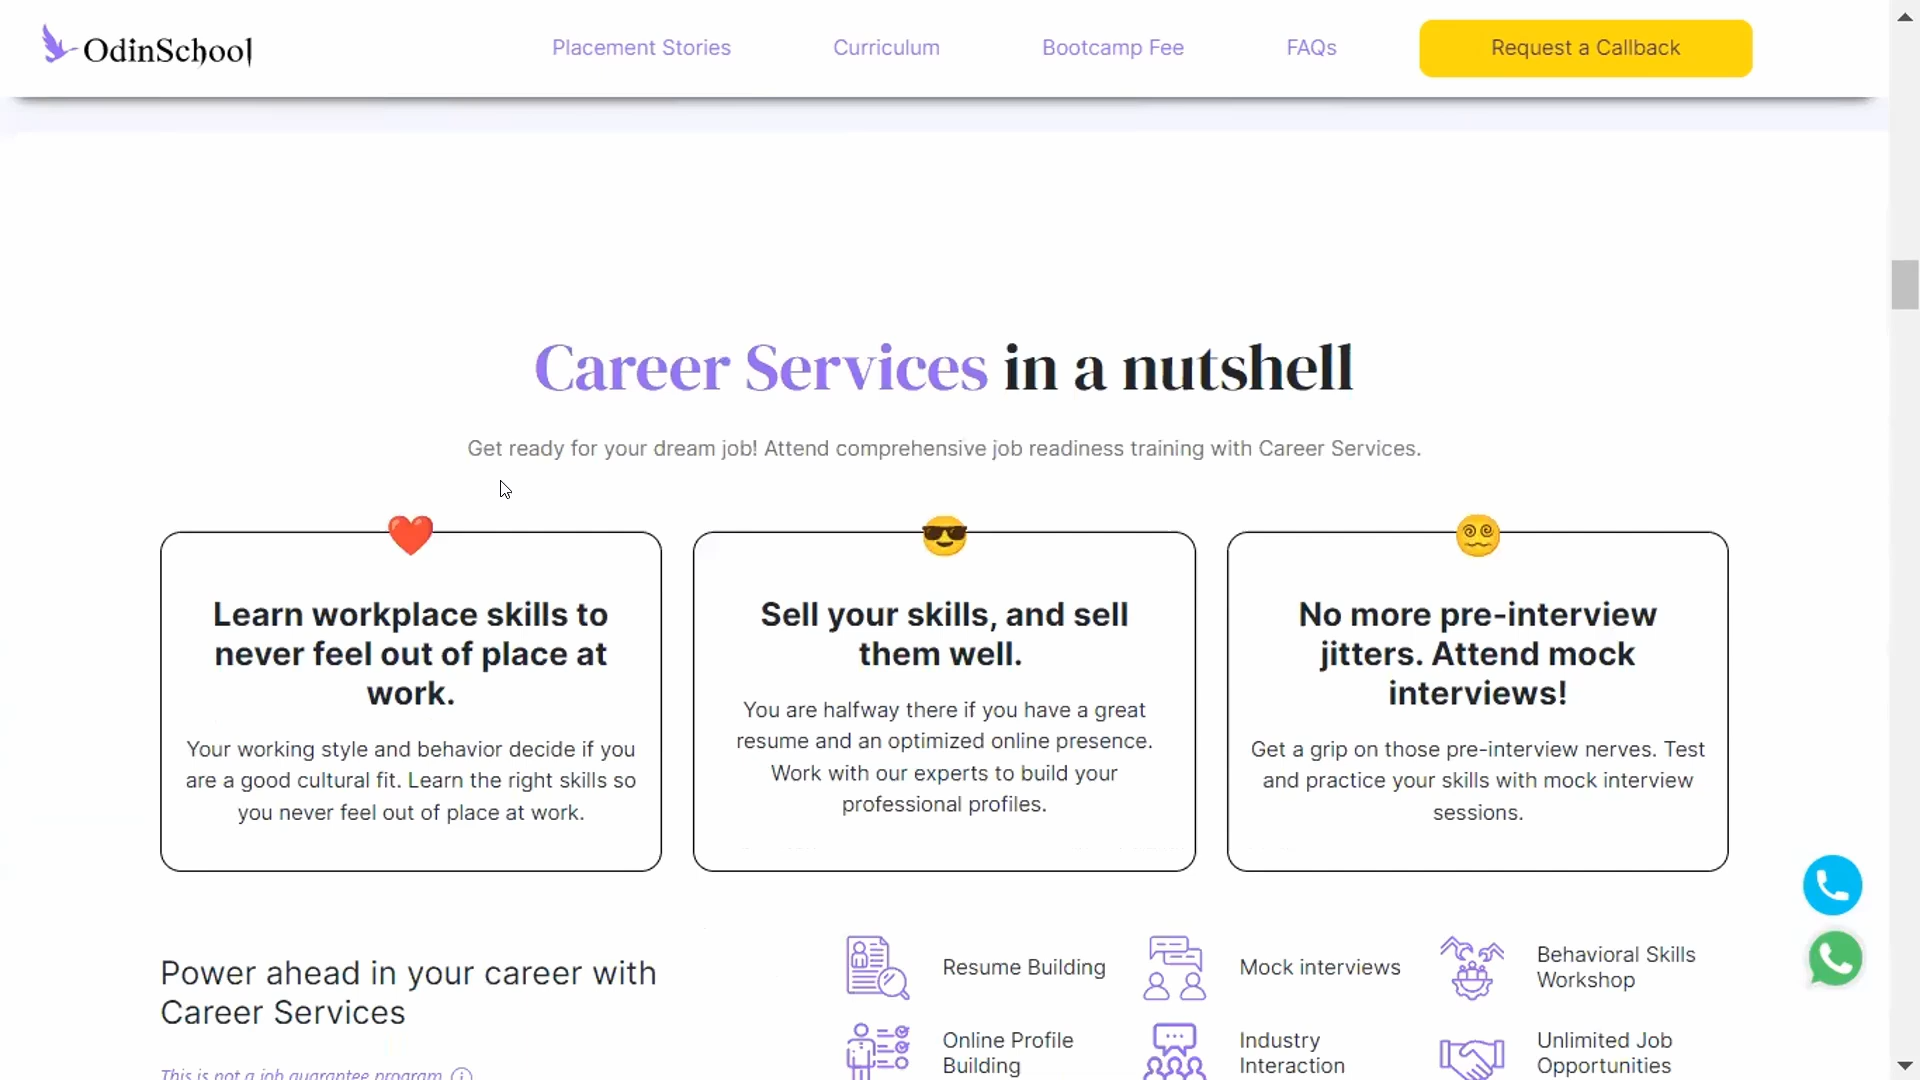 OdinSchool
Placement Stories
Curriculum
Bootcamp Fee
FAQs
Request a Callback
Career Services in a nutshell
Get ready for your dream job! Attend comprehensive job readiness training with Career Services.
Learn workplace skills to
never feel out of place at
work.
Your working style and behavior decide if you
are a good cultural fit. Learn the right skills so
you never feel out of place at work.
Sell your skills, and sell
them well.
You are halfway there if you have a great
resume and an optimized online presence.
Work with our experts to build your
professional profiles.
No more pre-interview
jitters. Attend mock
interviews!
Get a grip on those pre-interview nerves. Test
and practice your skills with mock interview
sessions.
Power ahead in your career with
Career Services
This is not a job guarantee program
Resume Building
Mock interviews
Behavioral Skills
Workshop
Online Profile
Building
Industry
Interaction
Unlimited Job
Opportunities